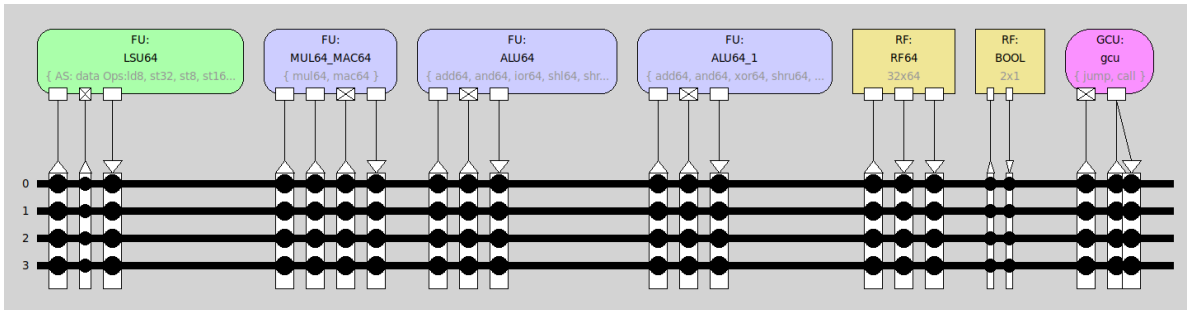 FU:
LSU64
{ AS: data Ops:ld8, st32, st8, st16...
FU:
MUL64_MAC64
{ mul64, mac64 }
FU:
ALU64
{ add64, and64, ior64, shl64, shr...
FU:
ALU64_1
{ add64, and64, xor64, shru64, ...
RF:
RF64
32x64
RF:
BOOL
2x1
GCU:
gcu
{ jump, call }
0
1
2
3